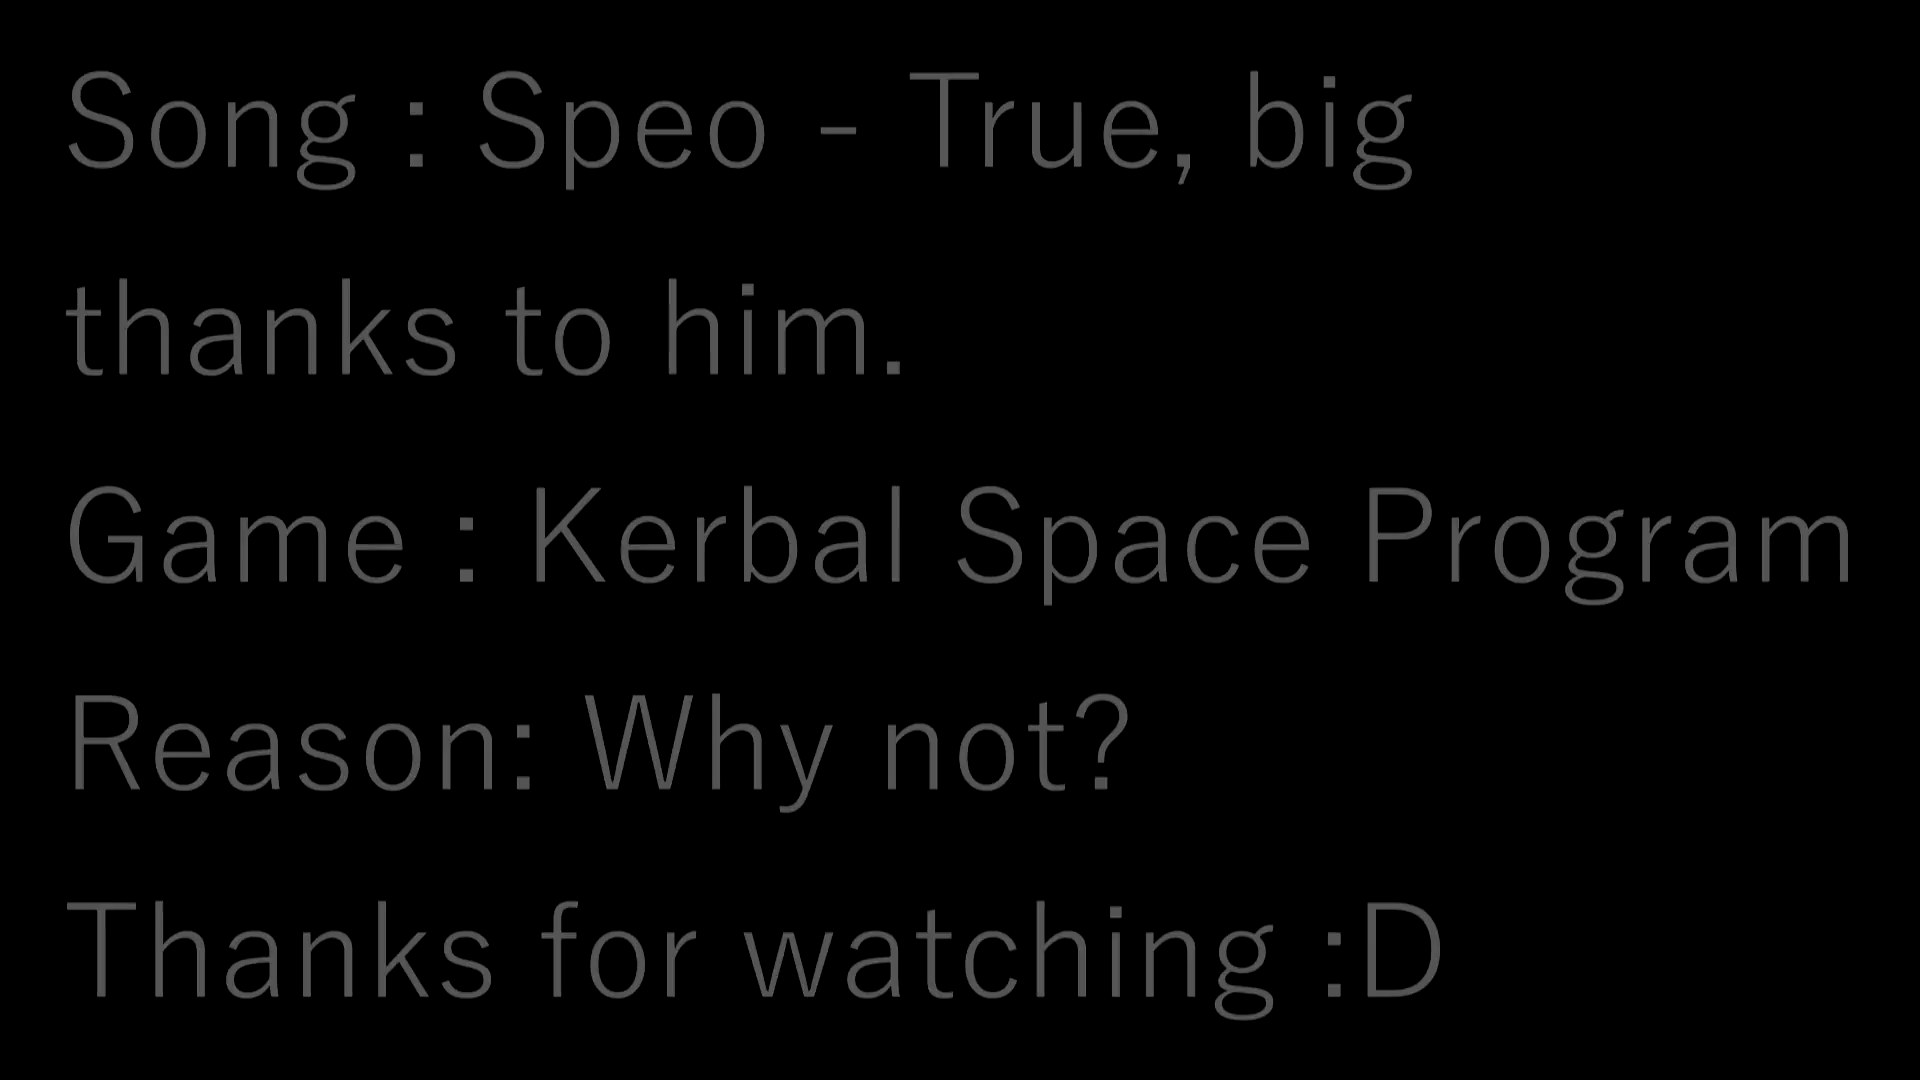 Song : Speo - True, big
thanks to him.
Game : Kerbal Space Program
Reason: Why not?
Thanks for watching :D